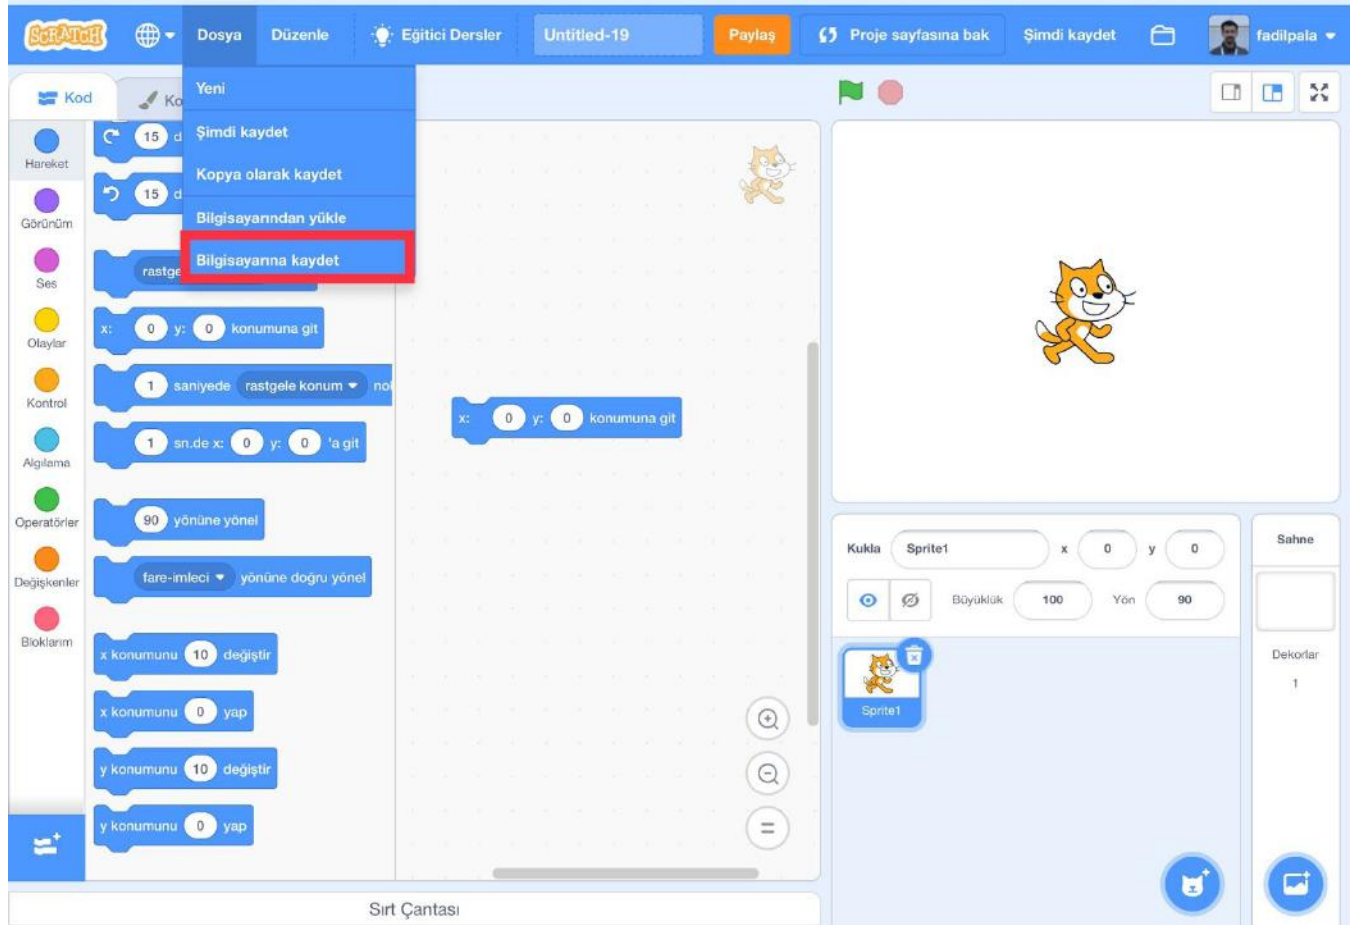 SCRATCH
Dosya
Düzenle
Eğitici Dersler
Untitled-19
Paylaş
Proje sayfasına bak
Şimdi kaydet
fadilpala
Kod
Ko
Yeni
Şimdi kaydet
Kopya olarak kaydet
Bilgisayarından yükle
Bilgisayarına kaydet
Hareket
Görünüm
Ses
Olaylar
Kontrol
Algılama
Operatörler
Değişkenler
Bloklarım
15 d
15 d
rastge
x: 0 y: 0 konumuna git
1 saniyede rastgele konum nol
1 sn.de x: 0 y: 0 'a git
90 yönüne yönel
fare-imleci yönüne doğru yönel
x konumunu 10 değiştir
x konumunu 0 yap
y konumunu 10 değiştir
y konumunu 0 yap
x: 0 y: 0 konumuna git
Kukla Sprite1 x 0 y 0
Büyüklük 100 Yön 90
Sprite1
Sahne
Dekorlar
1
Sırt Çantası